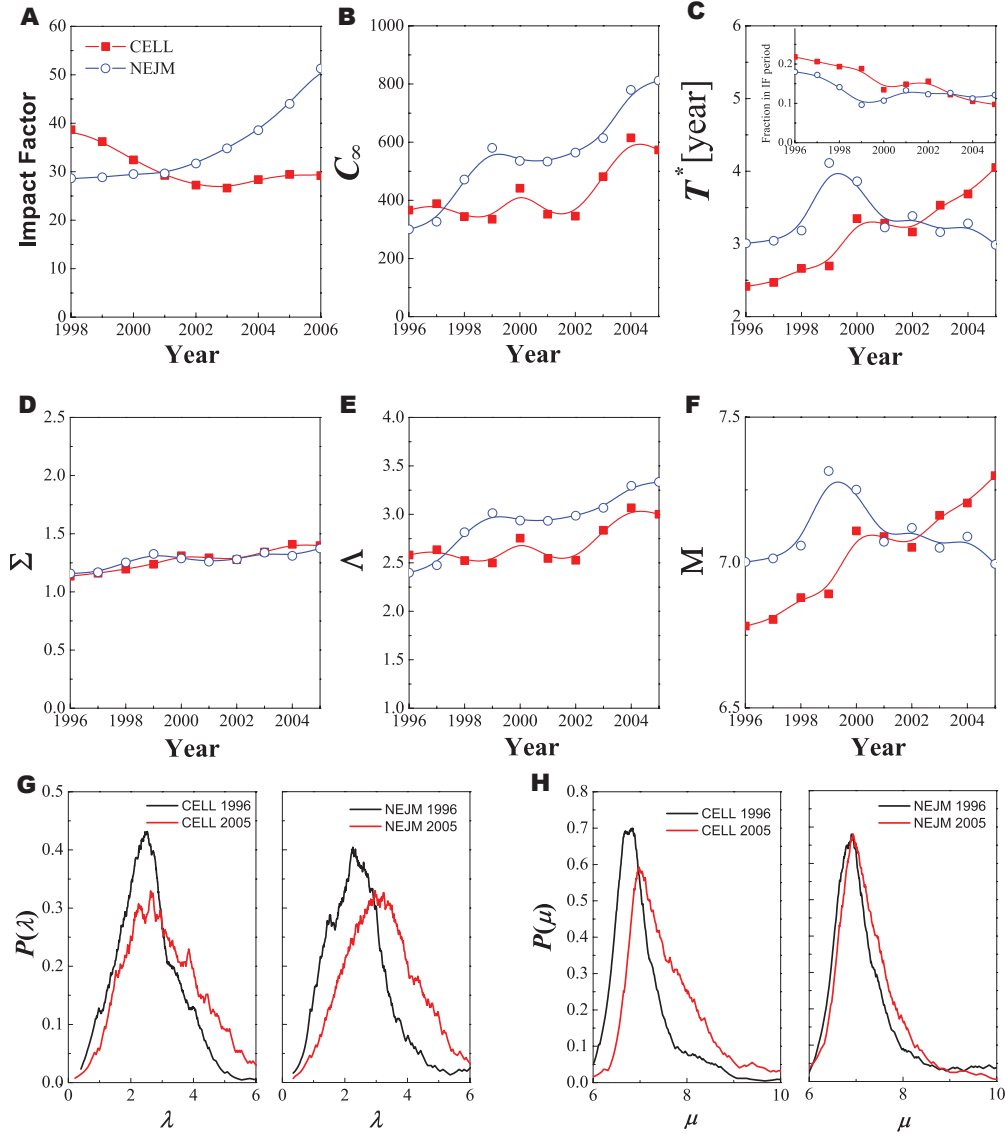 A
Impact Factor
60
50
40
30
20
10
0
CELL
NEJM
1998 2000 2002 2004 2006
Year
B
C∞
1000
800
600
400
200
0
1996 1998 2000 2002 2004
Year
C
T* [year]
6
5
4
3
2
Fraction in IF period
0.2
0.1
0.0
1996 1998 2000 2002 2004
1996 1998 2000 2002 2004
Year
D
Σ
2.5
2.0
1.5
1.0
0.5
0.0
1996 1998 2000 2002 2004
Year
E
Λ
4.0
3.5
3.0
2.5
2.0
1.5
1.0
1996 1998 2000 2002 2004
Year
F
M
7.5
7.0
6.5
1996 1998 2000 2002 2004
Year
G
P(λ)
0.5
0.4
0.3
0.2
0.1
0.0
CELL 1996
CELL 2005
0 2 4 6
λ
NEJM 1996
NEJM 2005
0 2 4 6
λ
H
P(μ)
0.8
0.7
0.6
0.5
0.4
0.3
0.2
0.1
0.0
CELL 1996
CELL 2005
6 8 10
μ
NEJM 1996
NEJM 2005
6 8 10
μ